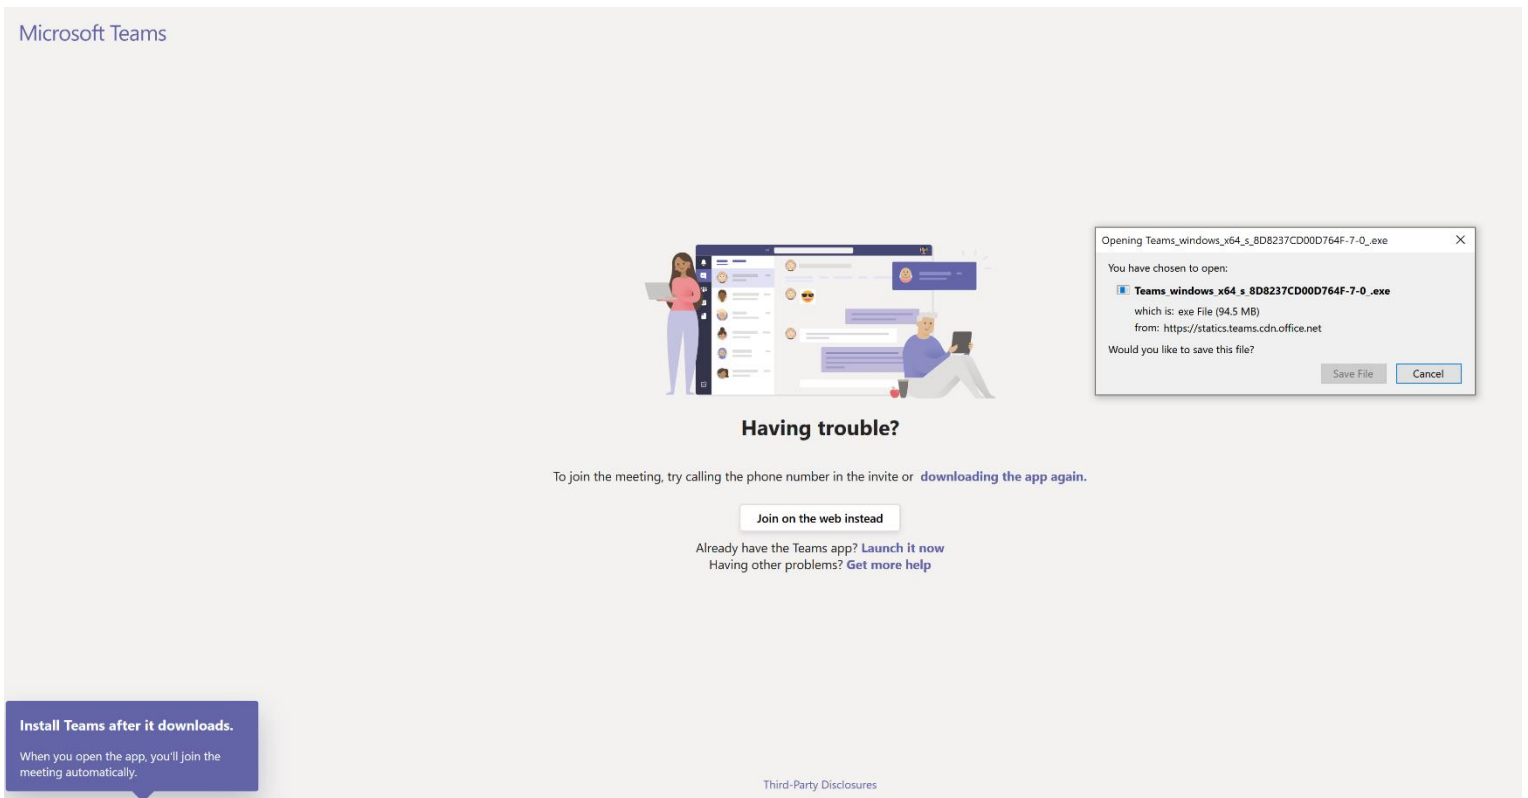 Microsoft Teams
Opening Teams_windows_x64_s_8D8237CD00D764F-7-0_.exe
You have chosen to open:
Teams_windows_x64_s_8D8237CD00D764F-7-0_.exe
which is: exe File (94.5 MB)
from: https://statics.teams.cdn.office.net
Would you like to save this file?
Save File Cancel
Having trouble?
To join the meeting, try calling the phone number in the invite or downloading the app again.
Join on the web instead
Already have the Teams app? Launch it now
Having other problems? Get more help
Install Teams after it downloads.
When you open the app, you'll join the
meeting automatically.
Third-Party Disclosures